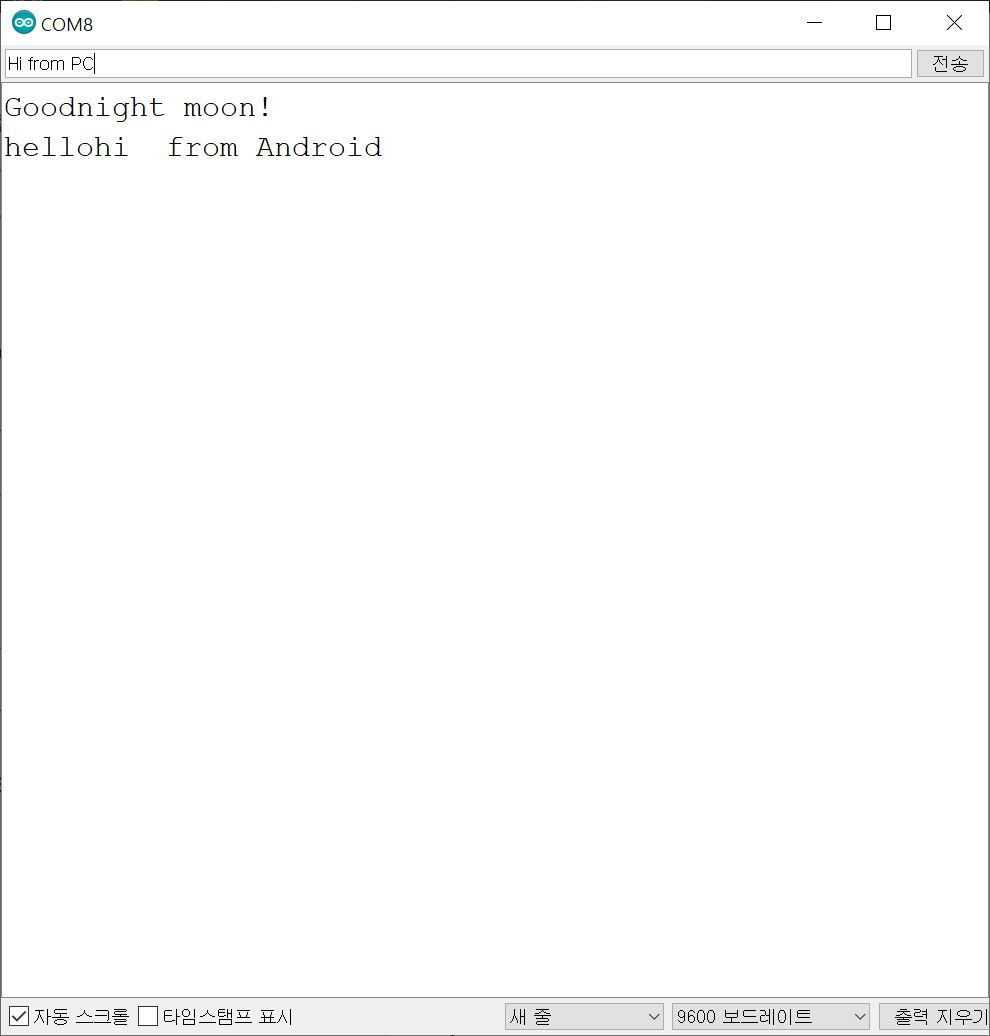 COM8
Hi from PC
전송
Goodnight moon!
hellohi  from Android
자동 스크롤 타임스탬프 표시 새 줄 9600 보드레이트 출력 지우기